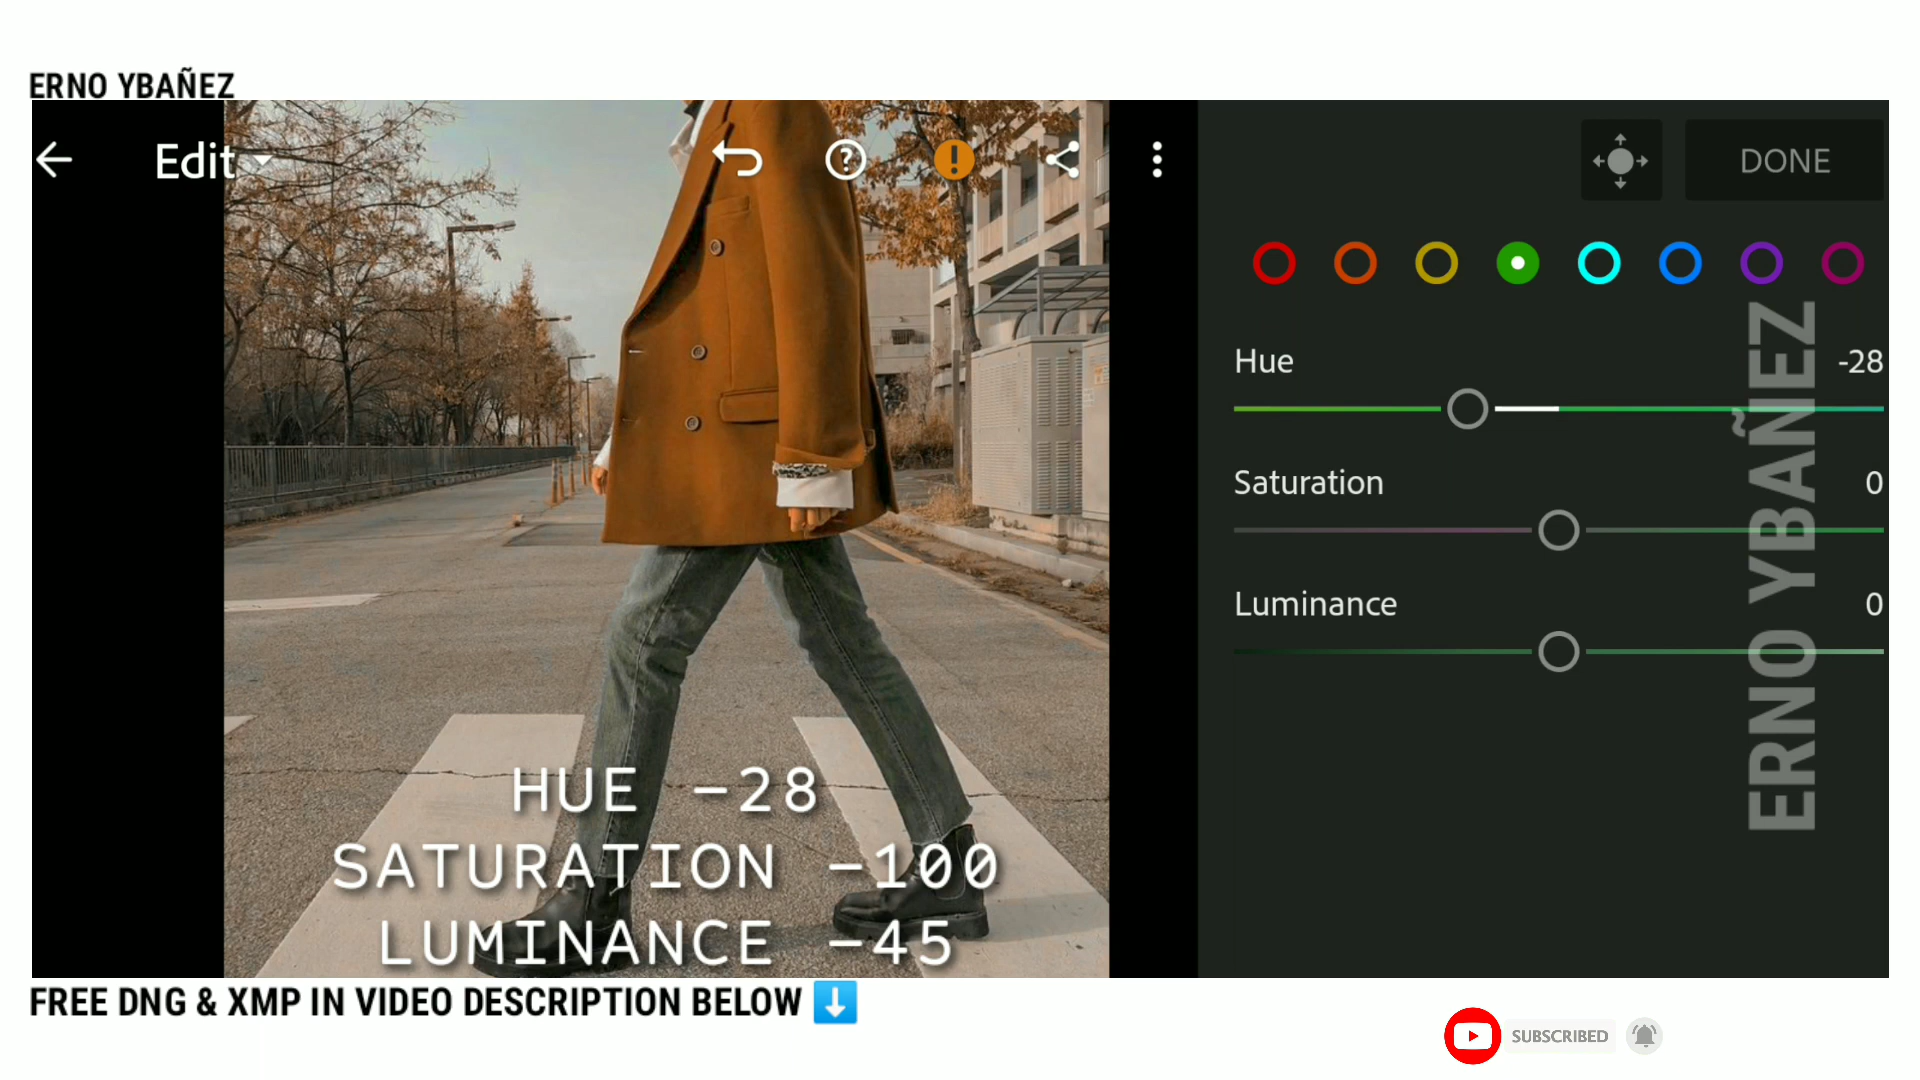 ERNO YBAÑEZ
Edit
DONE
Hue -28
Saturation 0
Luminance 0
ERNO YBAÑEZ
HUE -28
SATURATION -100
LUMINANCE -45
FREE DNG & XMP IN VIDEO DESCRIPTION BELOW
SUBSCRIBED